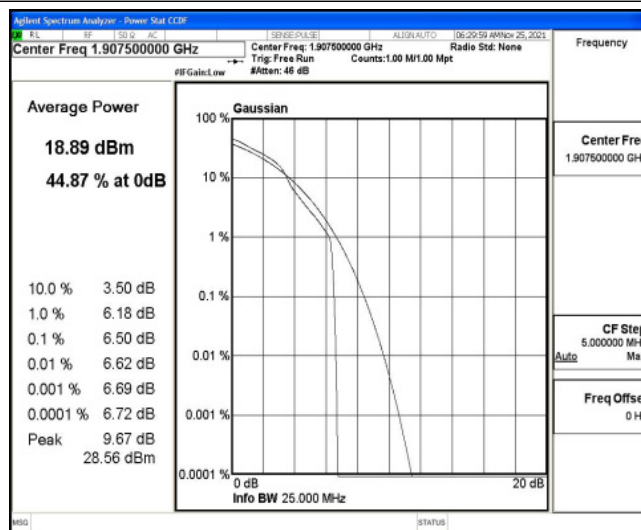 Agilent Spectrum Analyzer - Power Stat CCDF
RL RF 50 Ω AC SENSE:PULSE ALIGNAUTO 06:29:59 AMNov 25, 2021
Center Freq 1.907500000 GHz
Center Freq: 1.907500000 GHz Radio Std: None
Trig: Free Run Counts:1.00 M/1.00 Mpt
#IFGain:Low #Atten: 46 dB
Frequency
Average Power
18.89 dBm
44.87 % at 0dB
10.0 % 3.50 dB
1.0 % 6.18 dB
0.1 % 6.50 dB
0.01 % 6.62 dB
0.001 % 6.69 dB
0.0001 % 6.72 dB
Peak 9.67 dB
28.56 dBm
Gaussian
100 %
10 %
1 %
0.1 %
0.01 %
0.001 %
0.0001 %
0 dB 20 dB
Info BW 25.000 MHz
Center Fre
1.907500000 GH
CF Step
5.000000 MH
Auto Ma
Freq Offse
0 H
MSG STATUS